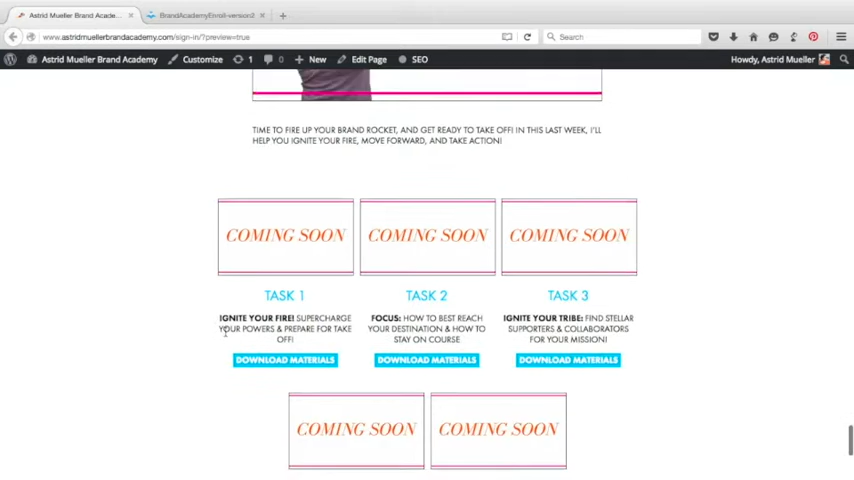 Astrid Mueller Brand Acade...
BrandAcademyEnroll-version2
www.astridmuellerbrandacademy.com/sign-in/?preview=true
Search
Astrid Mueller Brand Academy Customize 1 0 New Edit Page SEO Howdy, Astrid Mueller
TIME TO FIRE UP YOUR BRAND ROCKET, AND GET READY TO TAKE OFF! IN THIS LAST WEEK, I'LL
HELP YOU IGNITE YOUR FIRE, MOVE FORWARD, AND TAKE ACTION!
COMING SOON
COMING SOON
COMING SOON
TASK 1
IGNITE YOUR FIRE! SUPERCHARGE
YOUR POWERS & PREPARE FOR TAKE
OFF!
DOWNLOAD MATERIALS
TASK 2
FOCUS: HOW TO BEST REACH
YOUR DESTINATION & HOW TO
STAY ON COURSE
DOWNLOAD MATERIALS
TASK 3
IGNITE YOUR TRIBE: FIND STELLAR
SUPPORTERS & COLLABORATORS
FOR YOUR MISSION!
DOWNLOAD MATERIALS
COMING SOON
COMING SOON